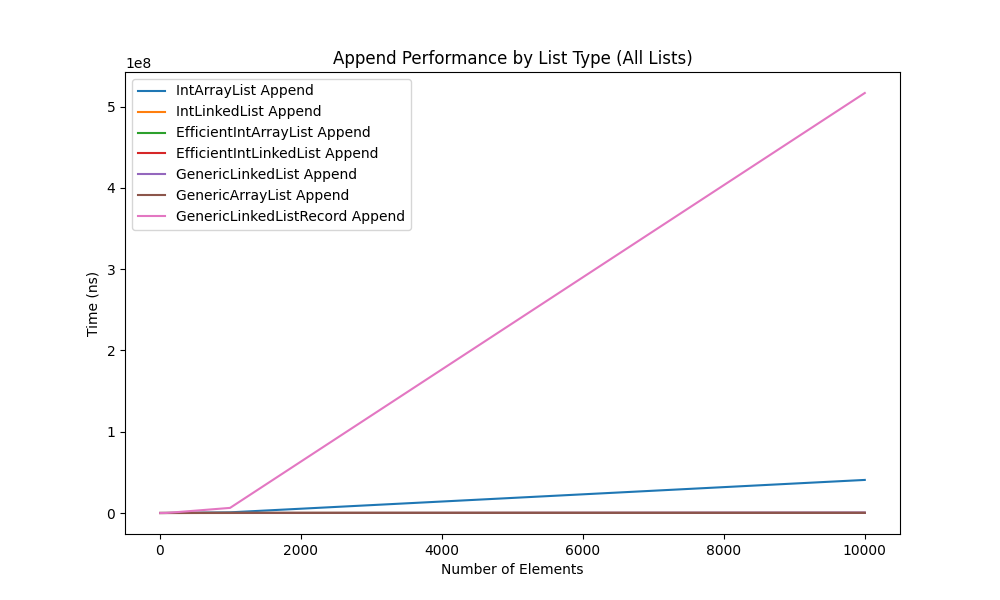 Append Performance by List Type (All Lists)
1e8
IntArrayList Append
IntLinkedList Append
EfficientIntArrayList Append
EfficientIntLinkedList Append
GenericLinkedList Append
GenericArrayList Append
GenericLinkedListRecord Append
5
4
3
2
1
0
Time (ns)
0 2000 4000 6000 8000 10000
Number of Elements